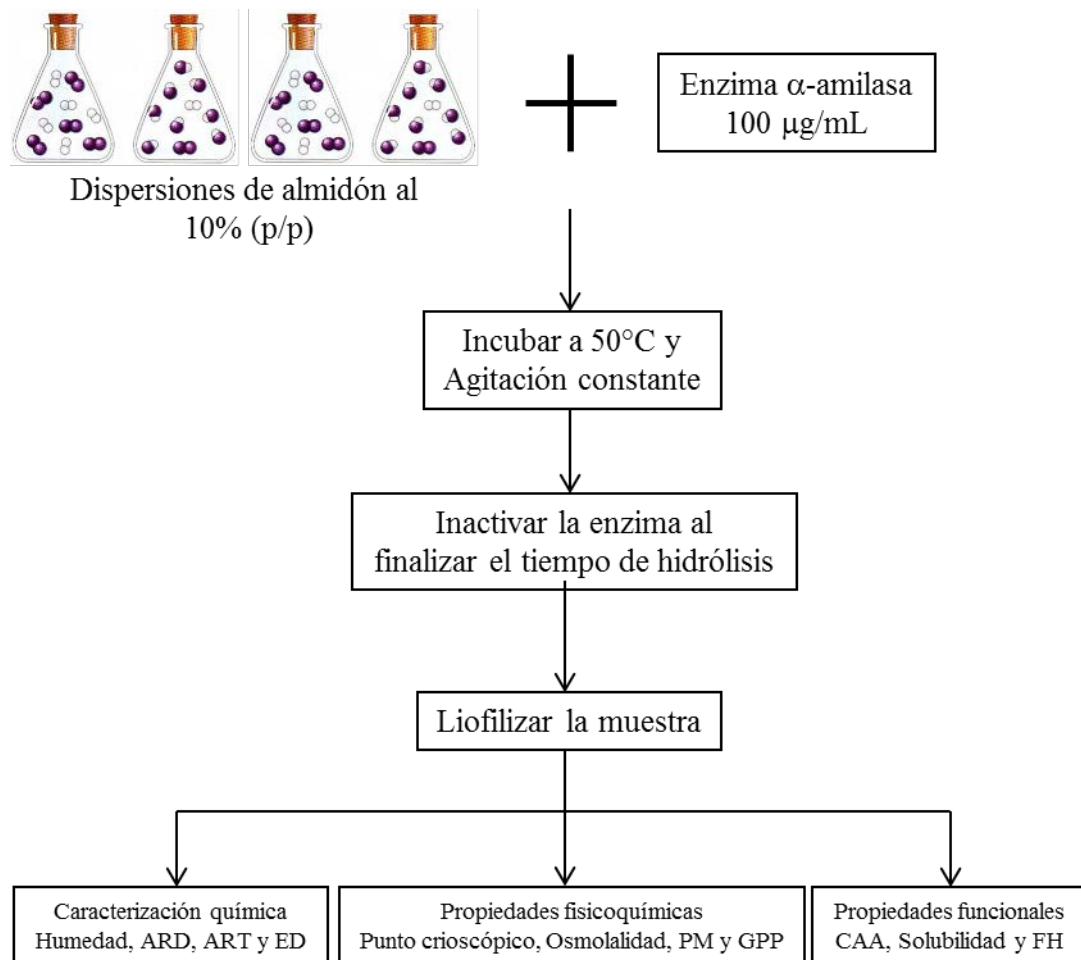 Dispersiones de almidón al
10% (p/p)
Enzima α-amilasa
100 μg/mL
Incubar a 50°C y
Agitación constante
Inactivar la enzima al
finalizar el tiempo de hidrólisis
Liofilizar la muestra
Caracterización química
Humedad, ARD, ART y ED
Propiedades fisicoquímicas
Punto crioscópico, Osmolalidad, PM y GPP
Propiedades funcionales
CAA, Solubilidad y FH